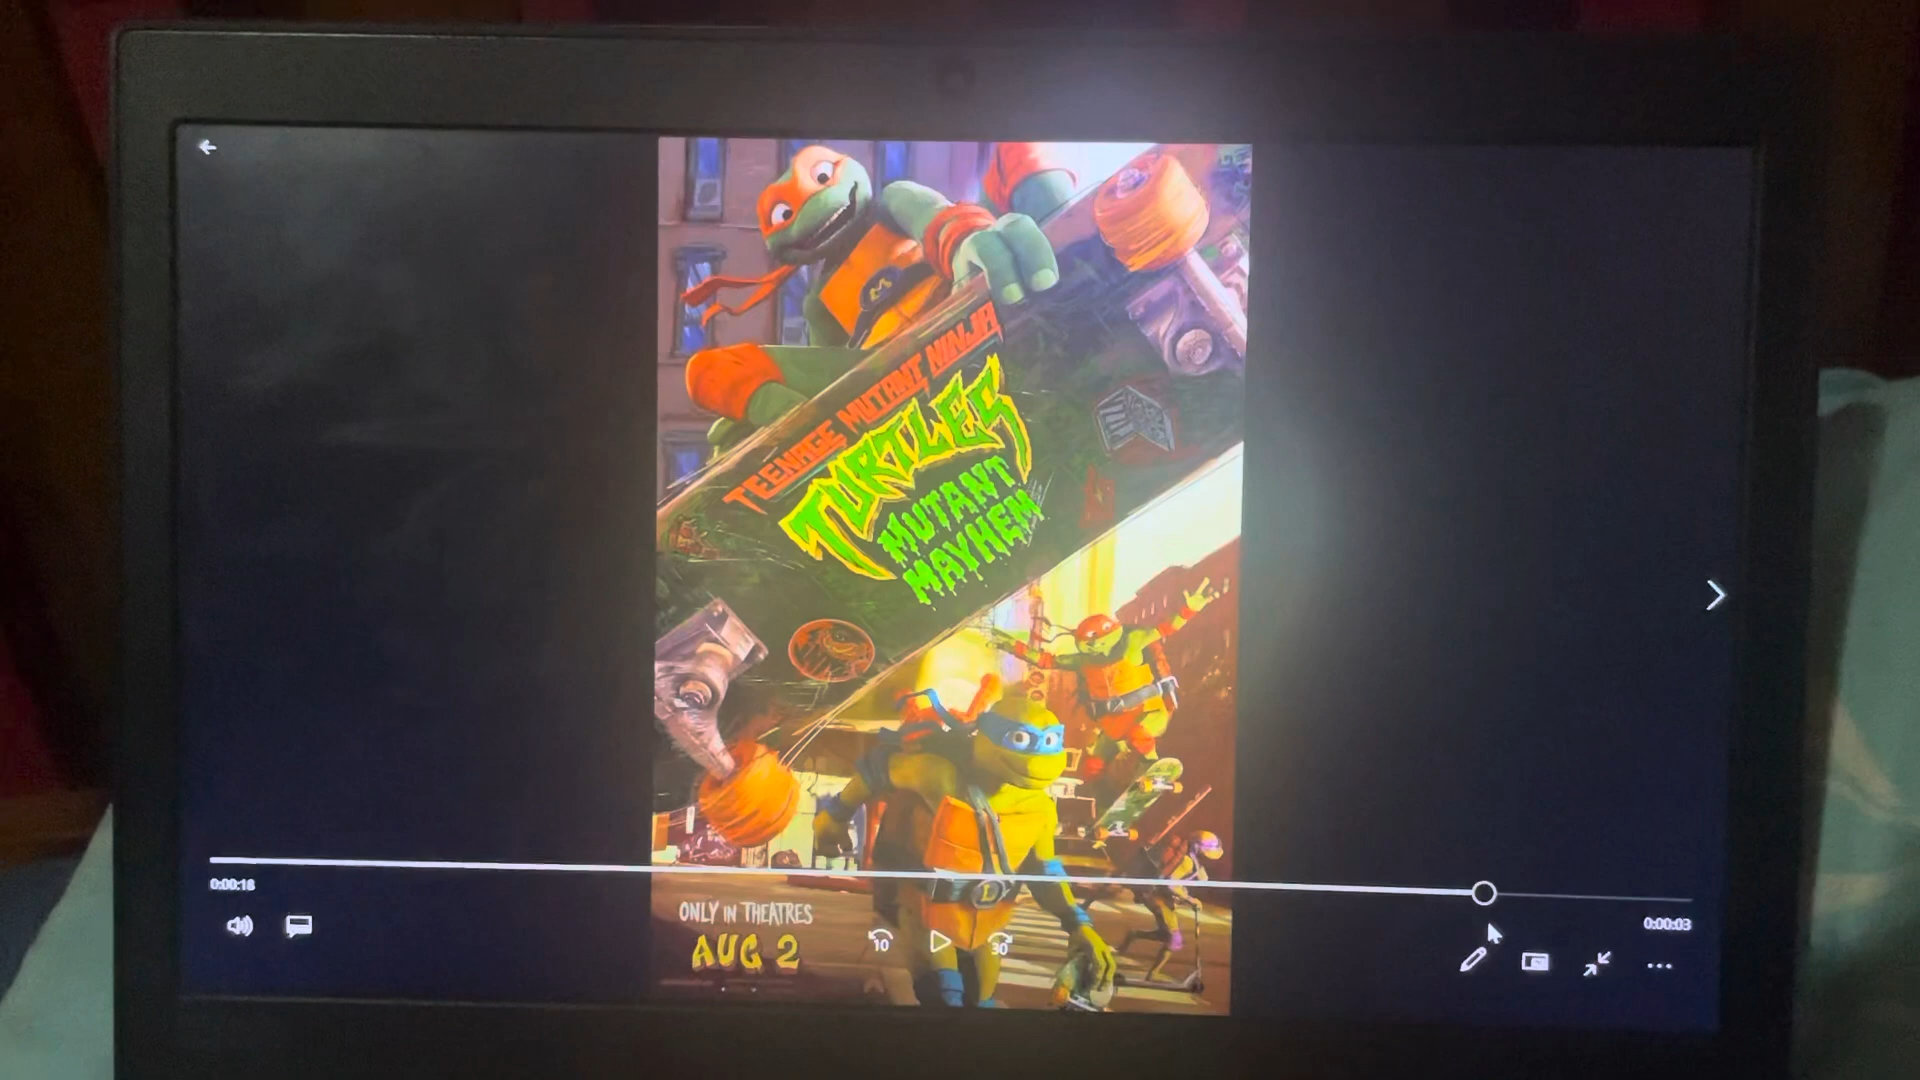 M
TEENAGE MUTANT NINJA
TURTLES
MUTANT
MAYHEM
L
0:00:18
0:00:03
ONLY IN THEATRES
AUG 2
10
30